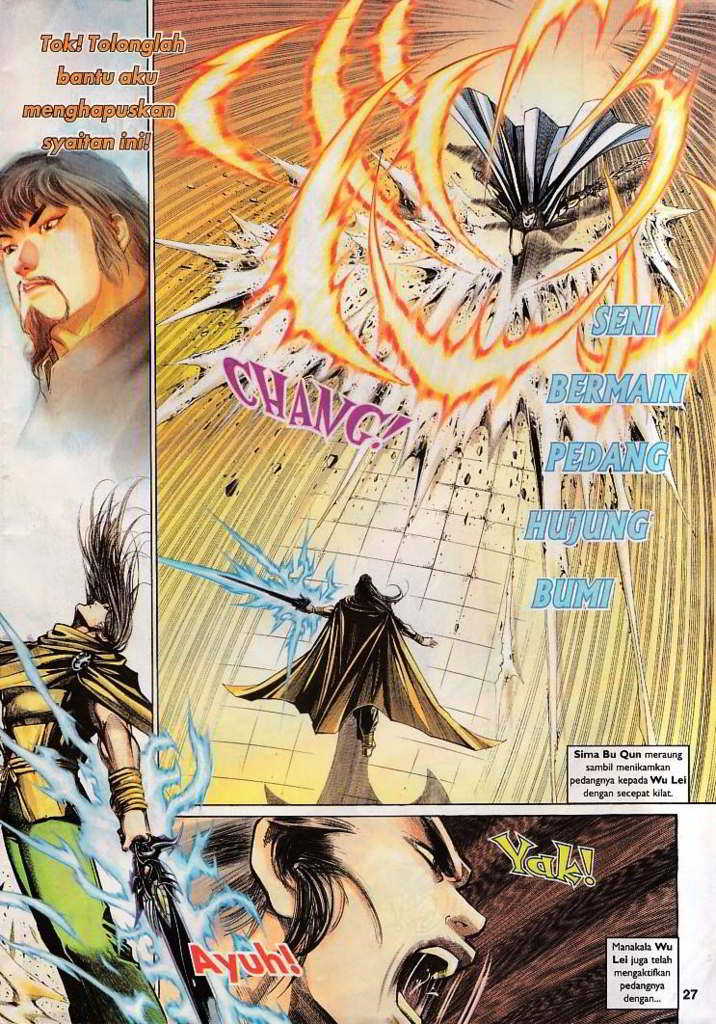 Tok! Tolonglah
bantu aku
menghapuskan
syaitan ini!
SENI
BERMAIN
PEDANG
HUJUNG
BUMI
CHANG!
Sima Bu Qun meraung
sambil menikamkan
pedangnya kepada Wu Lei
dengan secepat kilat.
Yak!
Ayuh!
Manakala Wu
Lei juga telah
mengaktifkan
pedangnya
dengan...
27